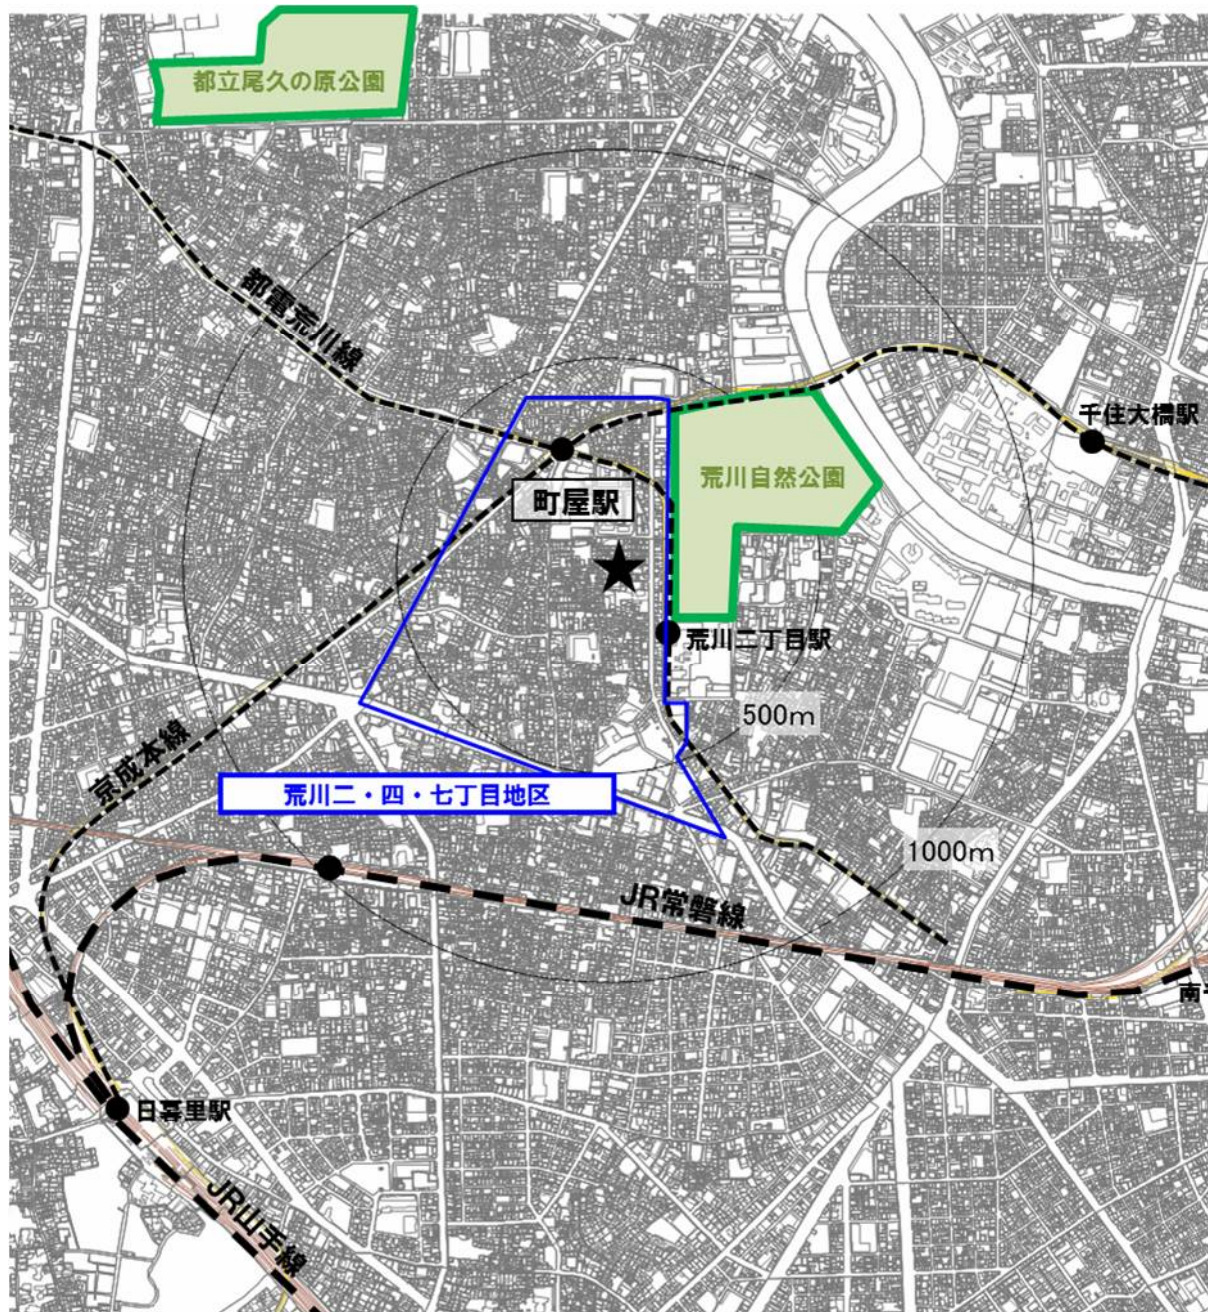 都立尾久の原公園
都電荒川線
千住大橋駅
荒川自然公園
町屋駅
荒川二丁目駅
500m
京成本線
荒川二・四・七丁目地区
1000m
JR常磐線
南
日暮里駅
JR山手線